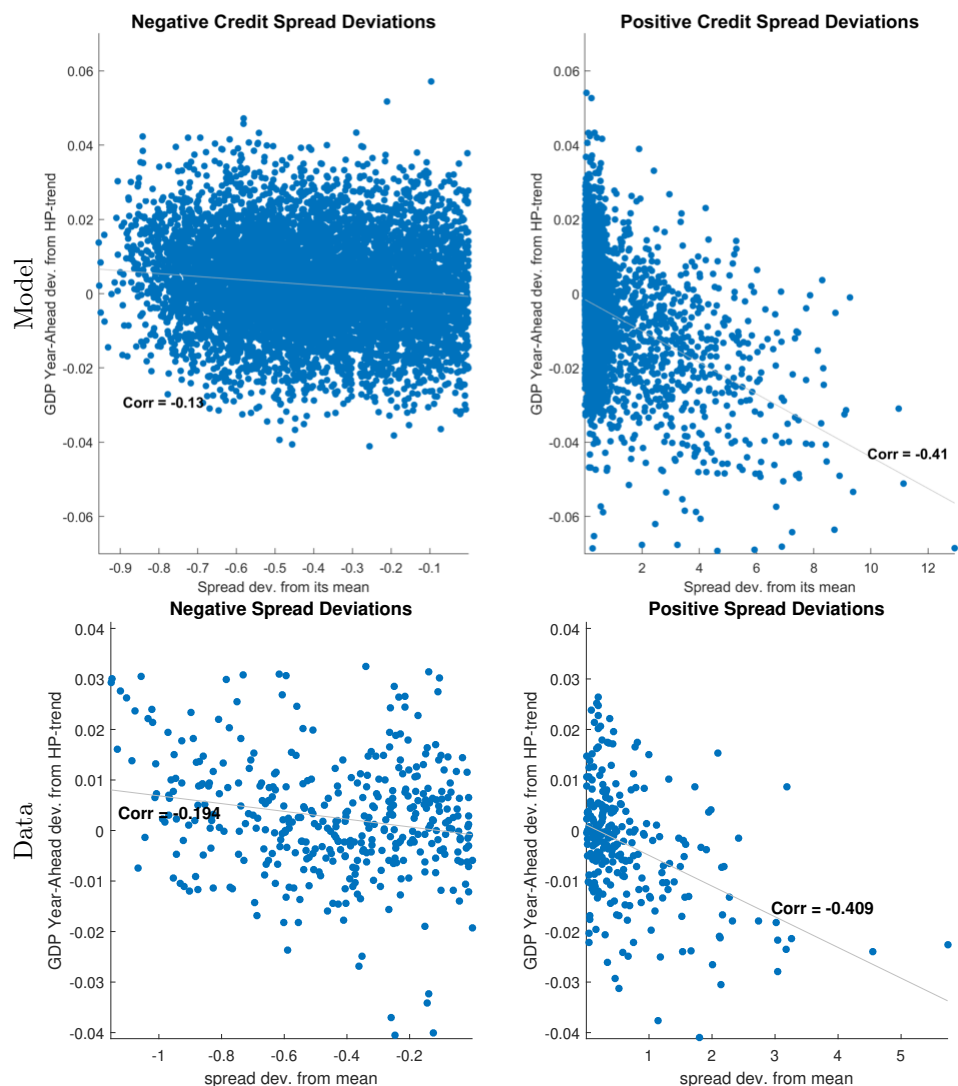 Negative Credit Spread Deviations
0.06
0.04
0.02
0
-0.02
-0.04
-0.06
GDP Year-Ahead dev. from HP-trend
Model
Corr = -0.13
-0.9 -0.8 -0.7 -0.6 -0.5 -0.4 -0.3 -0.2 -0.1
Spread dev. from its mean
Positive Credit Spread Deviations
0.06
0.04
0.02
0
-0.02
-0.04
-0.06
GDP Year-Ahead dev. from HP-trend
Corr = -0.41
2 4 6 8 10 12
Spread dev. from its mean
Negative Spread Deviations
0.04
0.03
0.02
0.01
0
-0.01
-0.02
-0.03
-0.04
GDP Year-Ahead dev. from HP-trend
Data
Corr = -0.194
-1 -0.8 -0.6 -0.4 -0.2
spread dev. from mean
Positive Spread Deviations
0.04
0.03
0.02
0.01
0
-0.01
-0.02
-0.03
-0.04
GDP Year-Ahead dev. from HP-trend
Corr = -0.409
1 2 3 4 5
spread dev. from mean